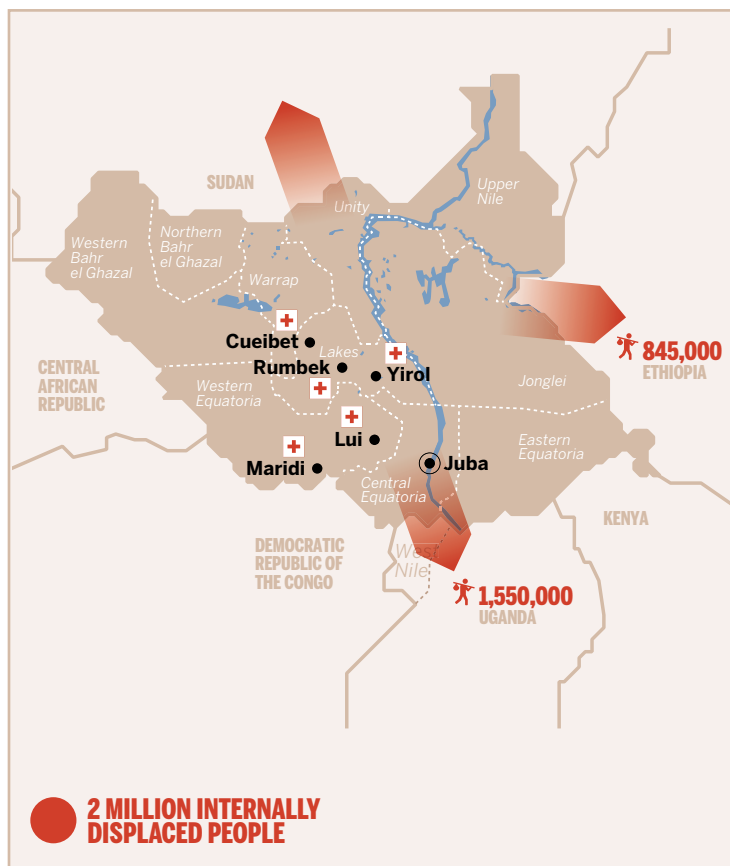 SUDAN
Unity
Upper
Nile
Western
Bahr
el Ghazal
Northern
Bahr
el Ghazal
Warrap
Cueibet
Lakes
Rumbek
Yirol
845,000
ETHIOPIA
CENTRAL
AFRICAN
REPUBLIC
Western
Equatoria
Jonglei
Lui
Maridi
Juba
Eastern
Equatoria
Central
Equatoria
KENYA
DEMOCRATIC
REPUBLIC OF
THE CONGO
West
Nile
1,550,000
UGANDA
2 MILLION INTERNALLY
DISPLACED PEOPLE